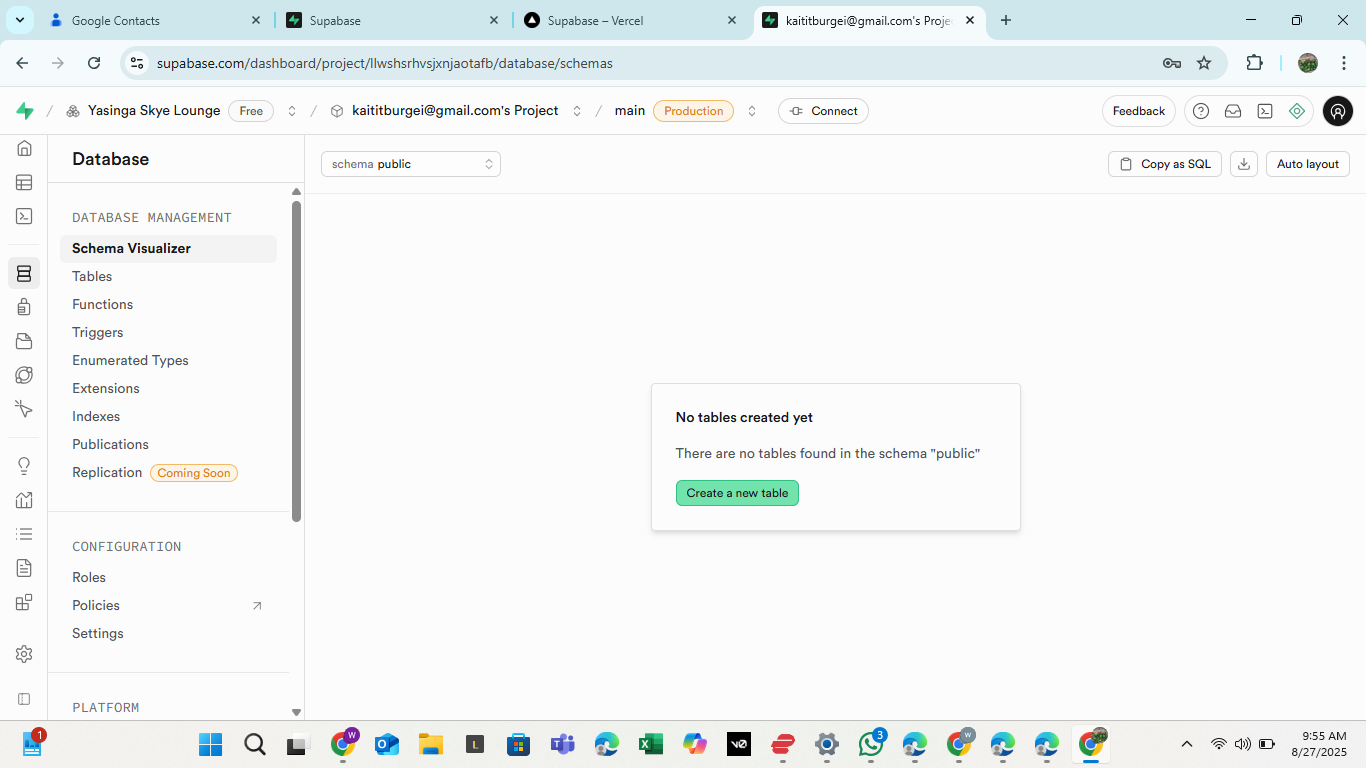 Google Contacts
Supabase
Supabase – Vercel
kaititburgei@gmail.com's Proje
supabase.com/dashboard/project/llwshsrhvsjxnjaotafb/database/schemas
/ Yasinga Skye Lounge Free / kaititburgei@gmail.com's Project / main Production Connect
Feedback
Database
schema public
Copy as SQL
Auto layout
DATABASE MANAGEMENT
Schema Visualizer
Tables
Functions
Triggers
Enumerated Types
Extensions
Indexes
Publications
Replication Coming Soon
No tables created yet
There are no tables found in the schema "public"
Create a new table
CONFIGURATION
Roles
Policies
Settings
PLATFORM
1
W
L
v0
3
W
9:55 AM
8/27/2025